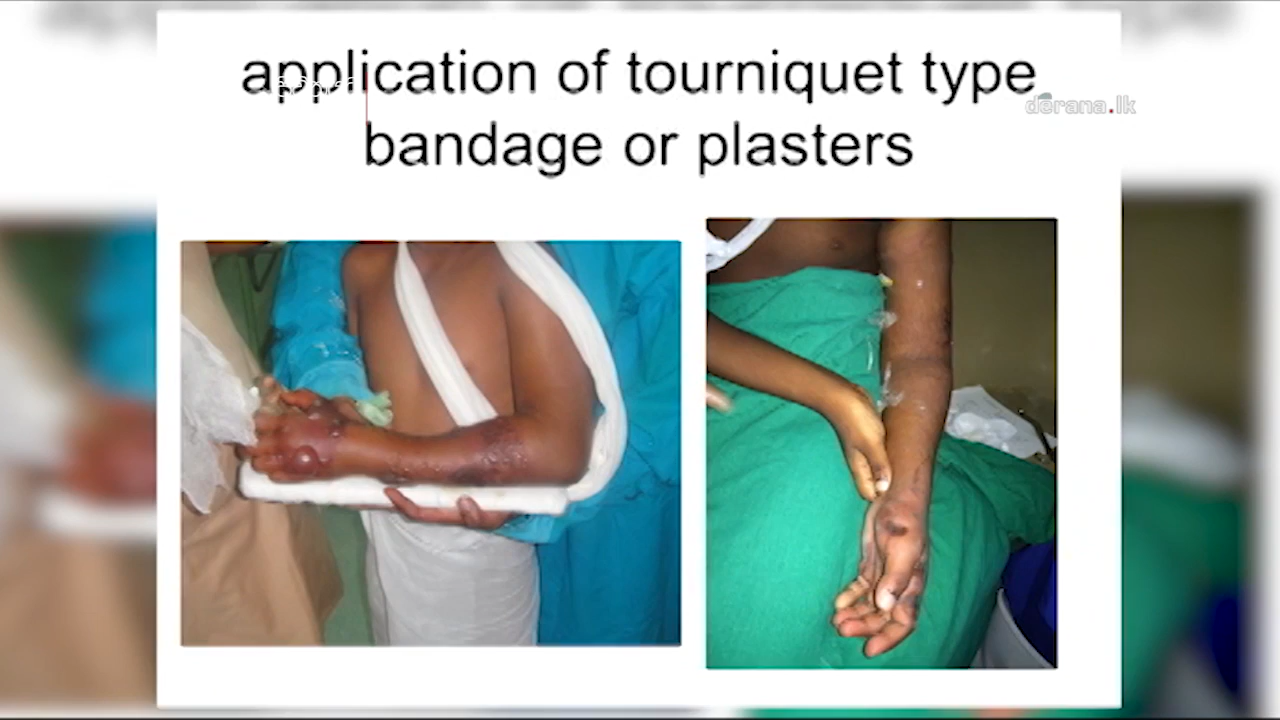 application of tourniquet type
derana.lk
bandage or plasters